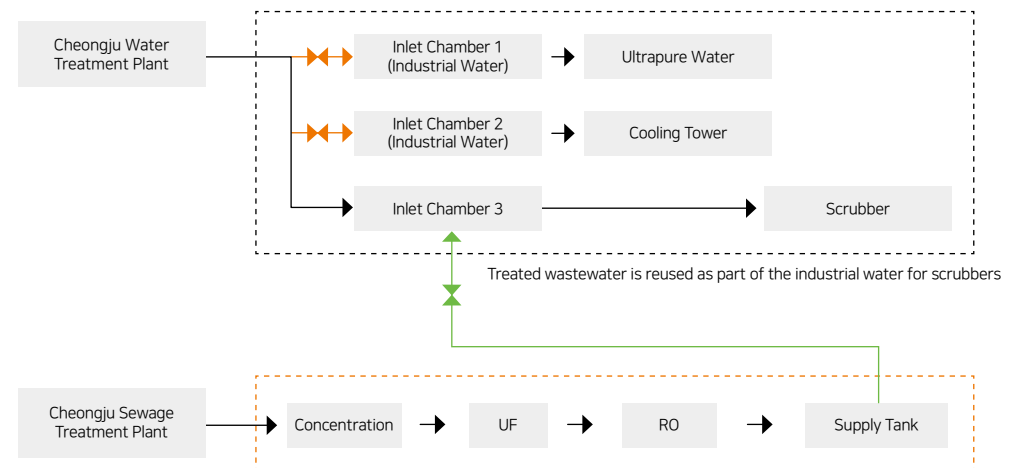 Cheongju Water
Treatment Plant
Inlet Chamber 1
(Industrial Water)
Ultrapure Water
Inlet Chamber 2
(Industrial Water)
Cooling Tower
Inlet Chamber 3
Scrubber
Treated wastewater is reused as part of the industrial water for scrubbers
Cheongju Sewage
Treatment Plant
Concentration
UF
RO
Supply Tank